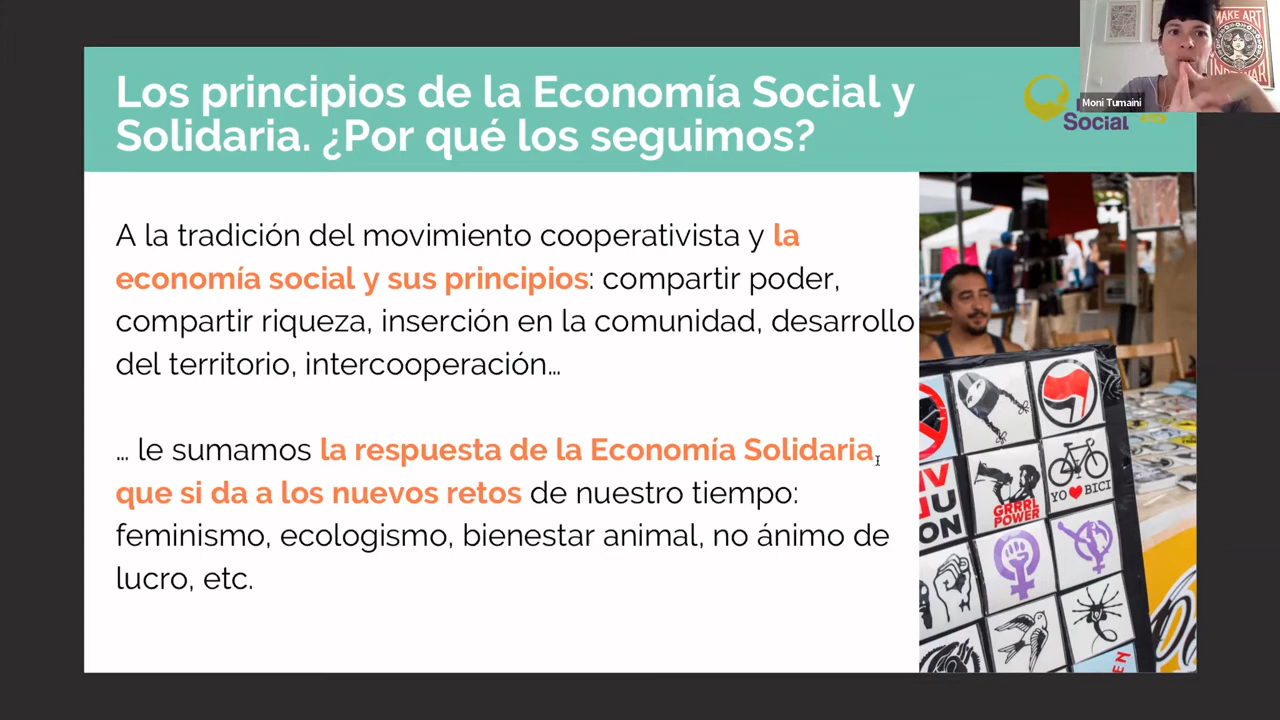 Los principios de la Economía Social y
Solidaria. ¿Por qué los seguimos?
MAKE ART
WAR
Moni Tumaini
Social
A la tradición del movimiento cooperativista y la
economía social y sus principios: compartir poder,
compartir riqueza, inserción en la comunidad, desarrollo
del territorio, intercooperación…
… le sumamos la respuesta de la Economía Solidaria,
que si da a los nuevos retos de nuestro tiempo:
feminismo, ecologismo, bienestar animal, no ánimo de
lucro, etc.
GRRRL
POWER
YO BICI